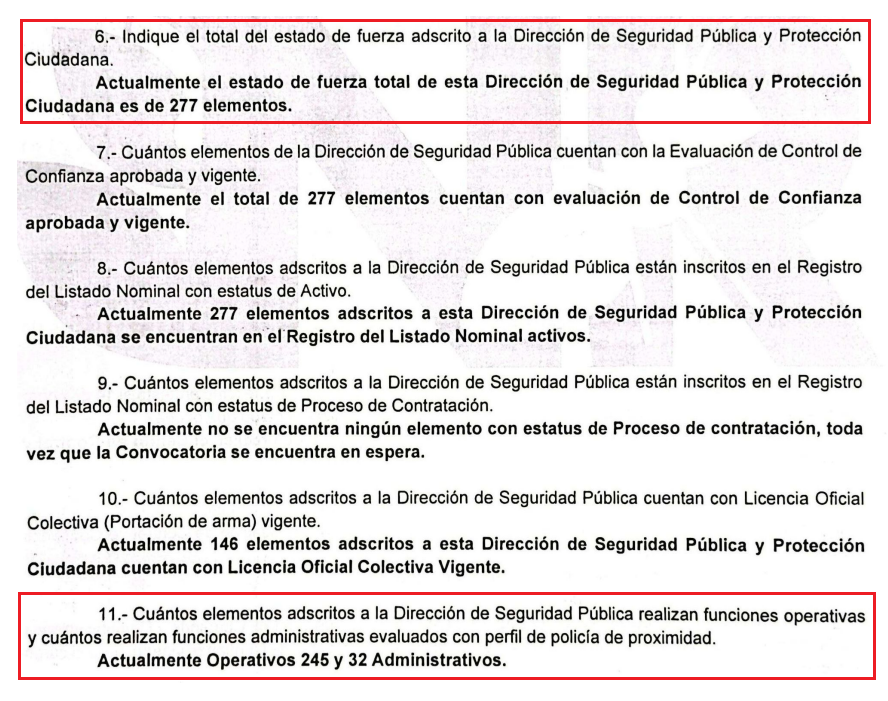 6.- Indique el total del estado de fuerza adscrito a la Dirección de Seguridad Pública y Protección
Ciudadana.
Actualmente el estado de fuerza total de esta Dirección de Seguridad Pública y Protección
Ciudadana es de 277 elementos.
7.- Cuántos elementos de la Dirección de Seguridad Pública cuentan con la Evaluación de Control de
Confianza aprobada y vigente.
Actualmente el total de 277 elementos cuentan con evaluación de Control de Confianza
aprobada y vigente.
8.- Cuántos elementos adscritos a la Dirección de Seguridad Pública están inscritos en el Registro
del Listado Nominal con estatus de Activo.
Actualmente 277 elementos adscritos a esta Dirección de Seguridad Pública y Protección
Ciudadana se encuentran en el Registro del Listado Nominal activos.
9.- Cuántos elementos adscritos a la Dirección de Seguridad Pública están inscritos en el Registro
del Listado Nominal con estatus de Proceso de Contratación.
Actualmente no se encuentra ningún elemento con estatus de Proceso de contratación, toda
vez que la Convocatoria se encuentra en espera.
10.- Cuántos elementos adscritos a la Dirección de Seguridad Pública cuentan con Licencia Oficial
Colectiva (Portación de arma) vigente.
Actualmente 146 elementos adscritos a esta Dirección de Seguridad Pública y Protección
Ciudadana cuentan con Licencia Oficial Colectiva Vigente.
11.- Cuántos elementos adscritos a la Dirección de Seguridad Pública realizan funciones operativas
y cuántos realizan funciones administrativas evaluados con perfil de policía de proximidad.
Actualmente Operativos 245 y 32 Administrativos.